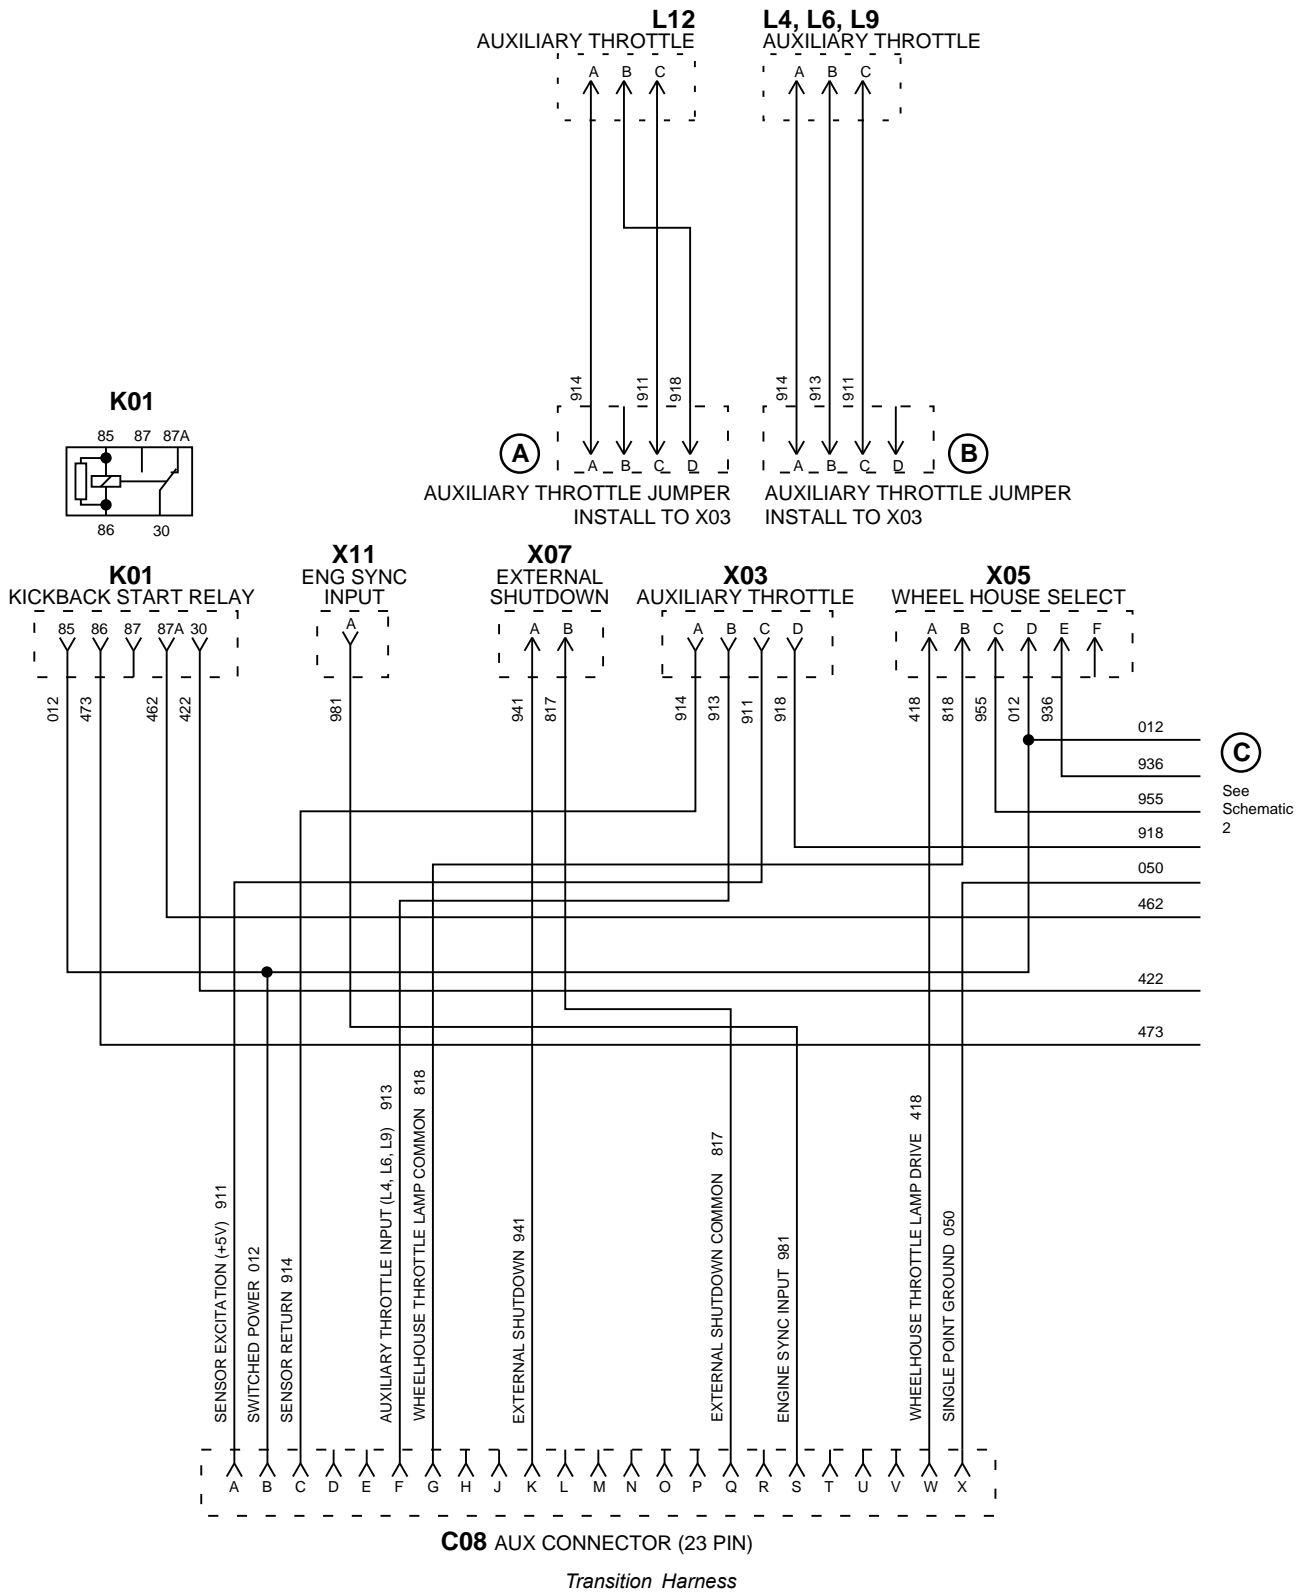 L12 L4, L6, L9
AUXILIARY THROTTLE AUXILIARY THROTTLE
A B C A B C
914 911 918 914 913 911
K01
85 87 87A
86 30
A B
A B C D A B C D
AUXILIARY THROTTLE JUMPER AUXILIARY THROTTLE JUMPER
INSTALL TO X03 INSTALL TO X03
K01
KICKBACK START RELAY
85 86 87 87A 30
012 473 462 422
X11
ENG SYNC
INPUT
A
981
X07
EXTERNAL
SHUTDOWN
A B
941 817
X03
AUXILIARY THROTTLE
A B C D
914 913 911 918
X05
WHEEL HOUSE SELECT
A B C D E F
418 818 955 012 936
012
936
955
918
050
462
422
473
C
See
Schematic
2
SENSOR EXCITATION (+5V) 911
SWITCHED POWER 012
SENSOR RETURN 914
AUXILIARY THROTTLE INPUT (L4, L6, L9) 913
WHEELHOUSE THROTTLE LAMP COMMON 818
EXTERNAL SHUTDOWN 941
EXTERNAL SHUTDOWN COMMON 817
ENGINE SYNC INPUT 981
WHEELHOUSE THROTTLE LAMP DRIVE 418
SINGLE POINT GROUND 050
A B C D E F G H J K L M N O P Q R S T U V W X
C08 AUX CONNECTOR (23 PIN)
Transition Harness